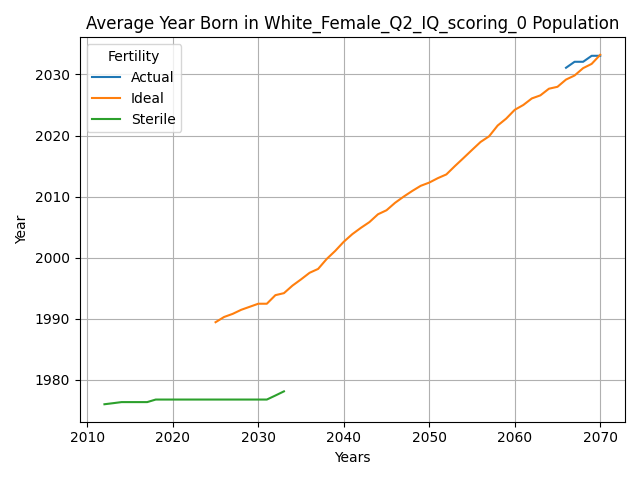 Average Year Born in White_Female_Q2_IQ_scoring_0 Population
Fertility
Actual
Ideal
Sterile
2030
2020
2010
2000
1990
1980
Year
2010 2020 2030 2040 2050 2060 2070
Years